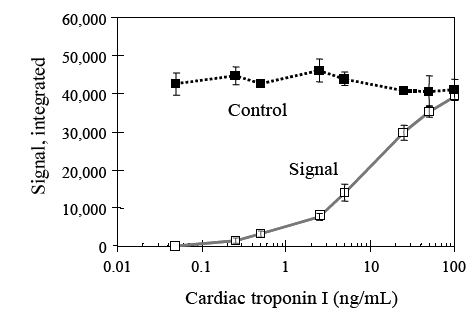 60,000
50,000
40,000
30,000
20,000
10,000
0
Signal, integrated
Control
Signal
0.01 0.1 1 10 100
Cardiac troponin I (ng/mL)